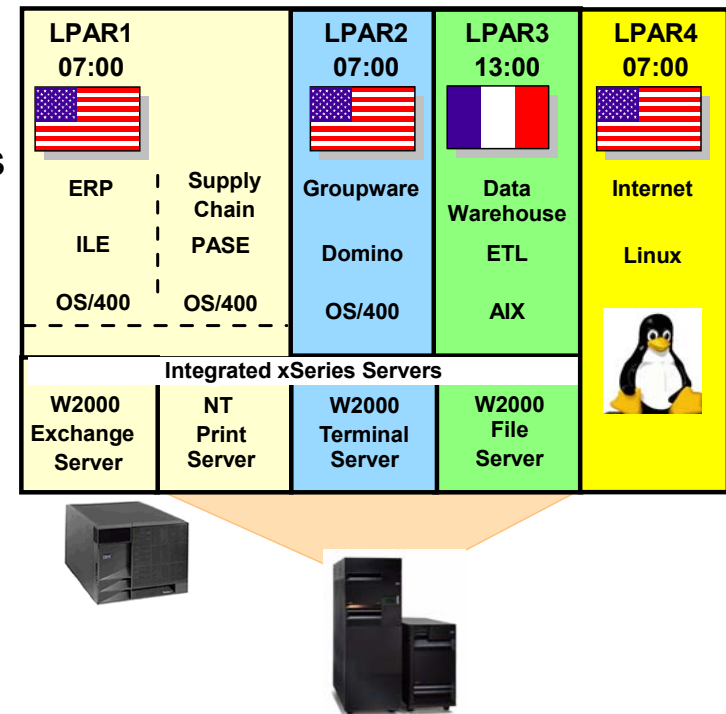 LPAR1
07:00
LPAR2
07:00
LPAR3
13:00
LPAR4
07:00
s
ERP
Supply
Chain
Groupware
Data
Warehouse
Internet
ILE
PASE
Domino
ETL
Linux
OS/400
OS/400
OS/400
AIX
Integrated xSeries Servers
W2000
Exchange
Server
NT
Print
Server
W2000
Terminal
Server
W2000
File
Server